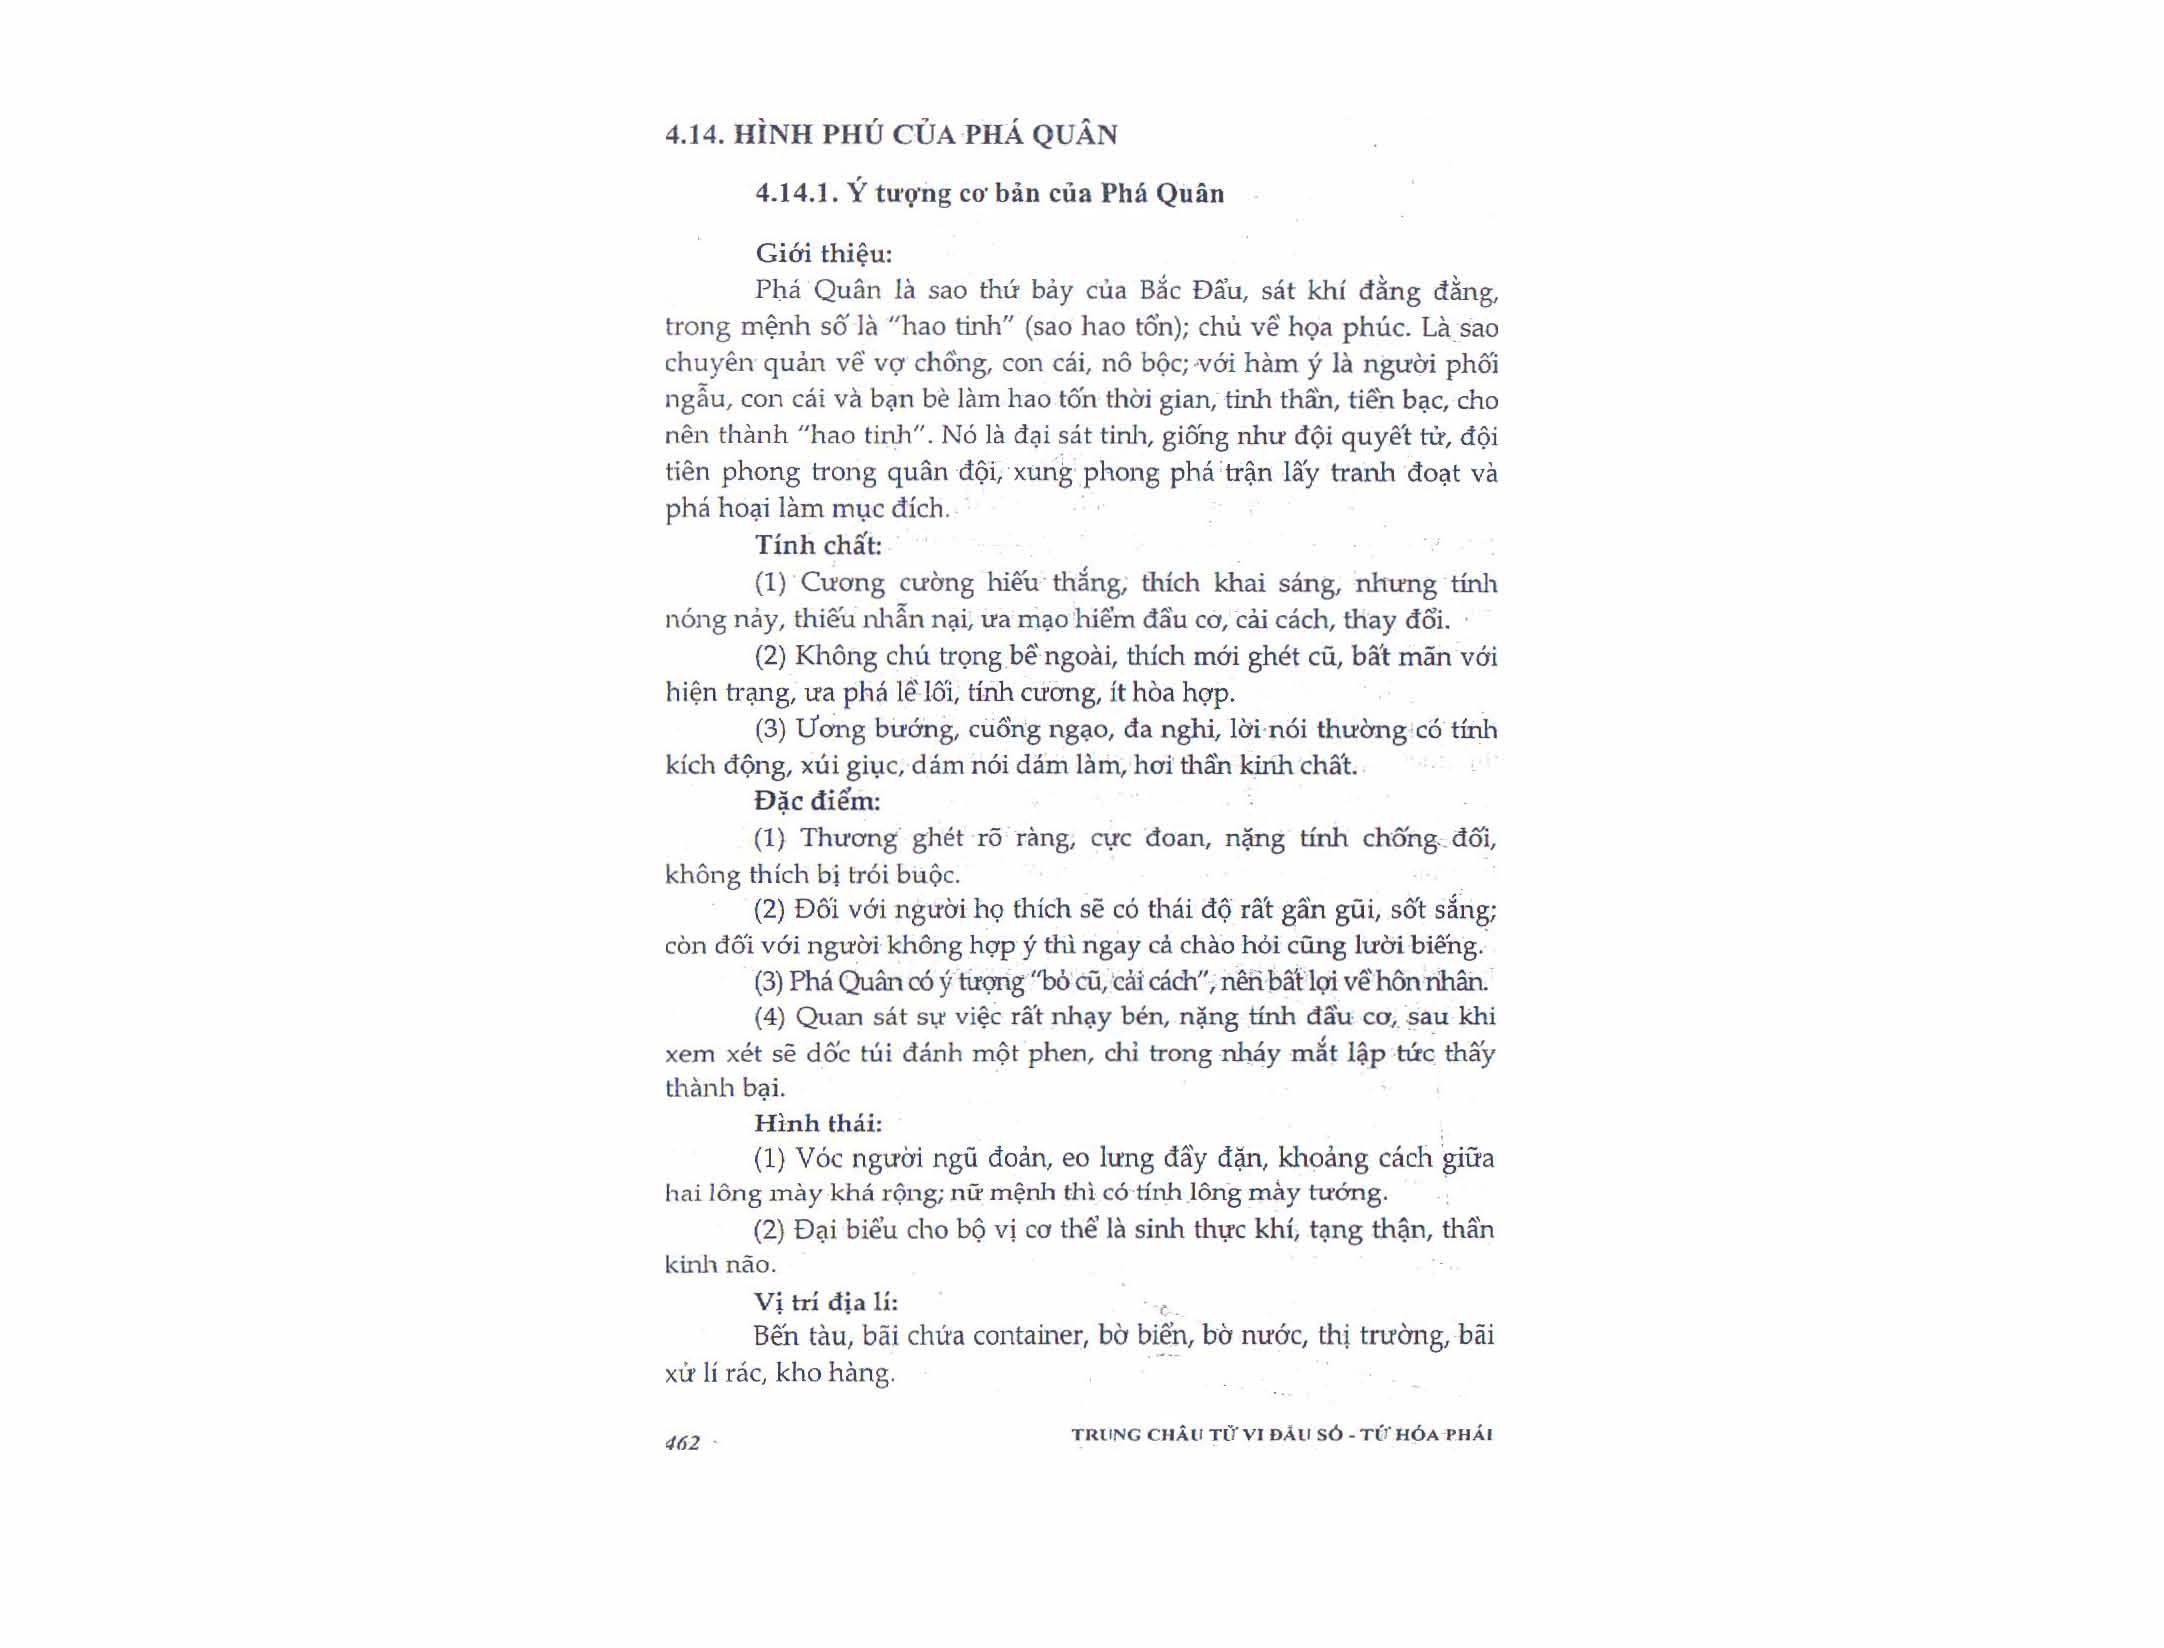 4.14. HÌNH PHÚ CỦA PHÁ QUÂN
4.14.1. Ý tượng cơ bản của Phá Quân
Giới thiệu:
Phá Quân là sao thứ bảy của Bắc Đẩu, sát khí đằng đằng,
trong mệnh số là "hao tinh" (sao hao tổn); chủ về họa phúc. Là sao
chuyên quản về vợ chồng, con cái, nô bộc; với hàm ý là người phối
ngẫu, con cái và bạn bè làm hao tốn thời gian, tinh thần, tiền bạc, cho
nên thành "hao tinh". Nó là đại sát tinh, giống như đội quyết tử, đội
tiên phong trong quân đội, xung phong phá trận lấy tranh đoạt và
phá hoại làm mục đích.
Tính chất:
(1) Cương cường hiếu thắng, thích khai sáng, nhưng tính
nóng nảy, thiếu nhẫn nại, ưa mạo hiểm đầu cơ, cải cách, thay đổi.
(2) Không chú trọng bề ngoài, thích mới ghét cũ, bất mãn với
hiện trạng, ưa phá lề lối, tính cương, ít hòa hợp.
(3) Ương bướng, cuồng ngạo, đa nghi, lời nói thường có tính
kích động, xúi giục, dám nói dám làm, hơi thần kinh chất.
Đặc điểm:
(1) Thương ghét rõ ràng, cực đoan, nặng tính chống đối,
không thích bị trói buộc.
(2) Đối với người họ thích sẽ có thái độ rất gần gũi, sốt sắng;
còn đối với người không hợp ý thì ngay cả chào hỏi cũng lười biếng.
(3) Phá Quân có ý tượng "bỏ cũ, cải cách", nên bất lợi về hôn nhân.
(4) Quan sát sự việc rất nhạy bén, nặng tính đầu cơ, sau khi
xem xét sẽ dốc túi đánh một phen, chỉ trong nháy mắt lập tức thấy
thành bại.
Hình thái:
(1) Vóc người ngũ đoản, eo lưng đầy đặn, khoảng cách giữa
hai lông mày khá rộng; nữ mệnh thì có tính lông mày tướng.
(2) Đại biểu cho bộ vị cơ thể là sinh thực khí, tạng thận, thần
kinh não.
Vị trí địa lí:
Bến tàu, bãi chứa container, bờ biển, bờ nước, thị trường, bãi
xử lí rác, kho hàng.
462
TRUNG CHÂU TỬ VI ĐẨU SỐ - TỨ HÓA PHÁI